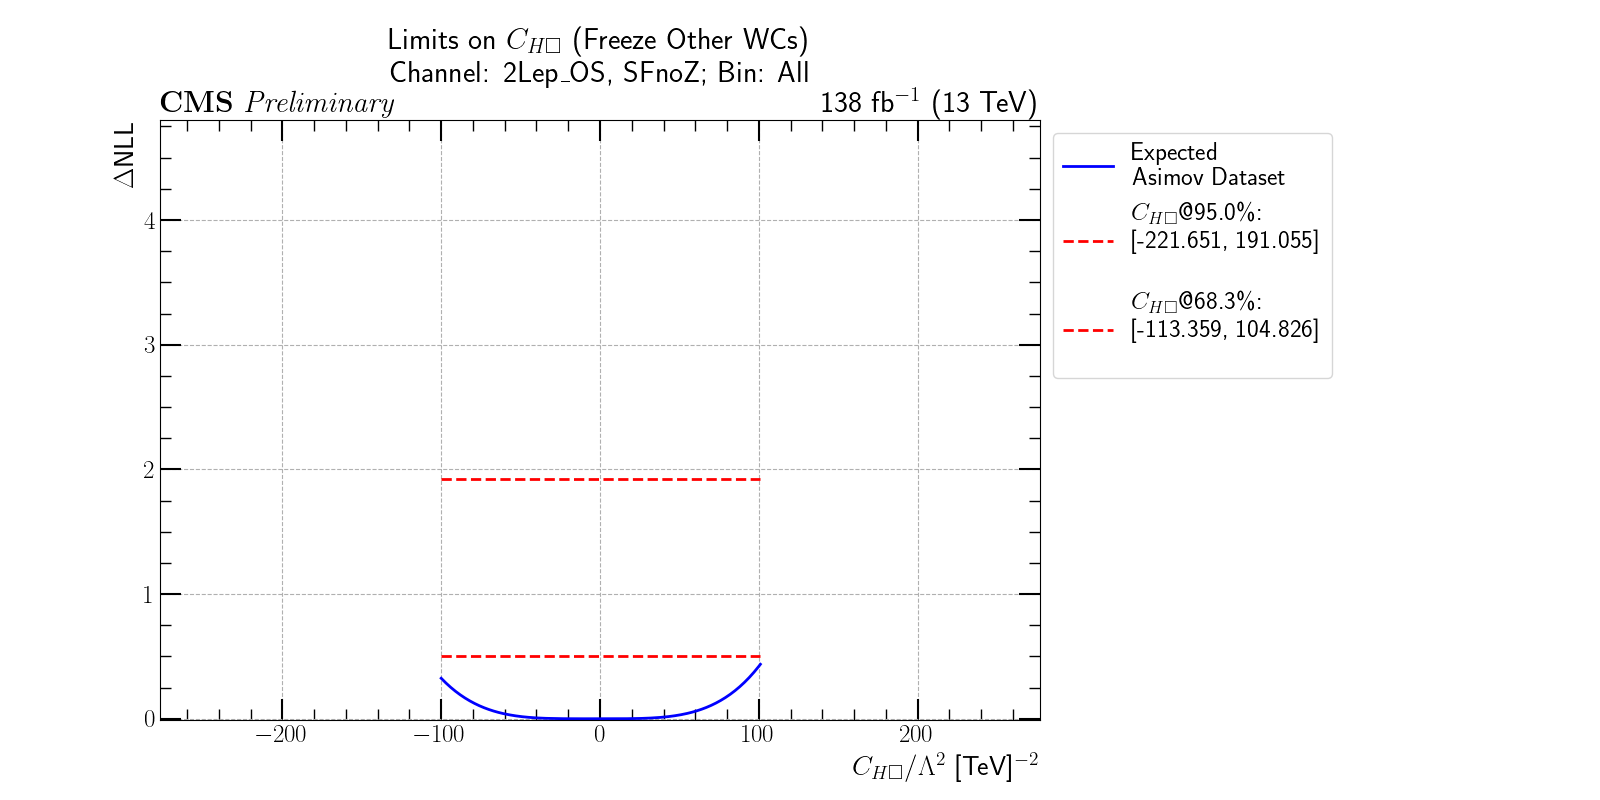 Limits on C_{H□} (Freeze Other WCs)
Channel: 2Lep_OS, SFnoZ; Bin: All
CMS Preliminary
138 fb⁻¹ (13 TeV)
ΔNLL
4
3
2
1
0
−200
−100
0
100
200
C_{H□}/Λ² [TeV]⁻²
Expected
Asimov Dataset
C_{H□}@95.0%:
[-221.651, 191.055]
C_{H□}@68.3%:
[-113.359, 104.826]